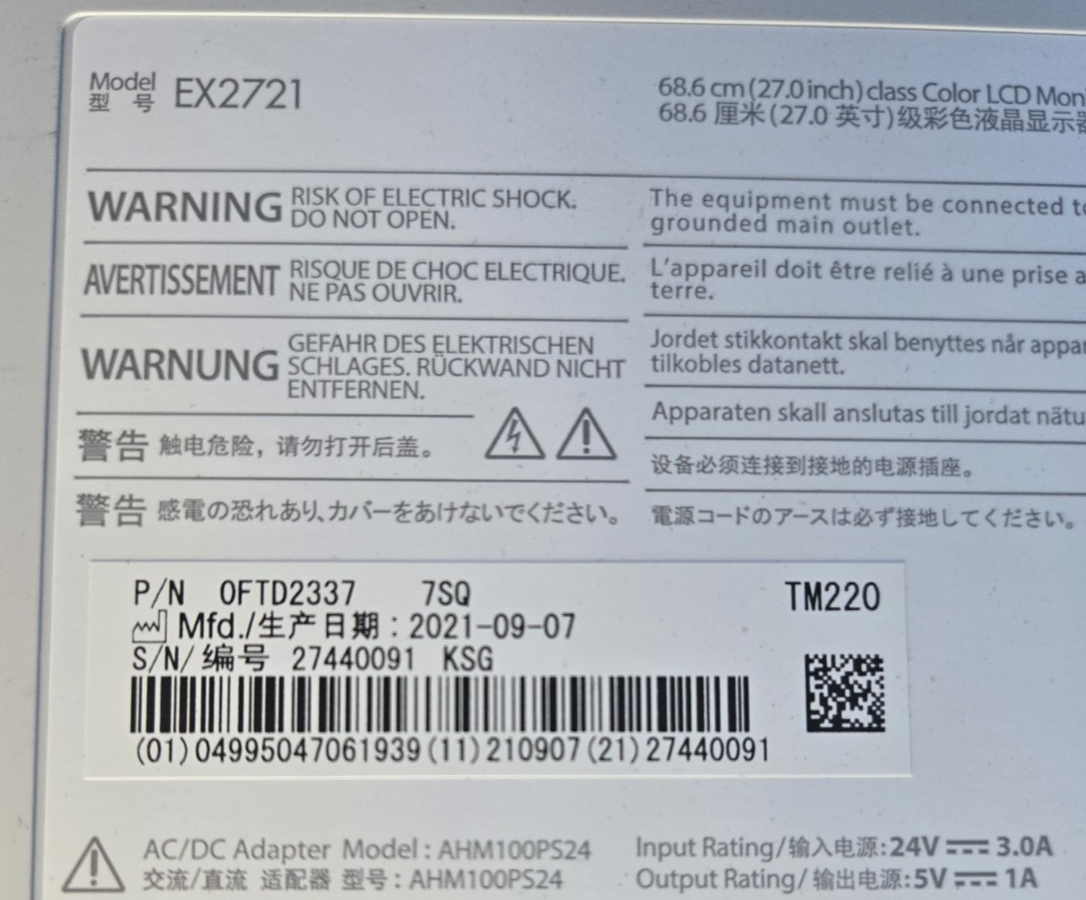 Model EX2721
型 号
68.6 cm (27.0 inch) class Color LCD
68.6 厘米 (27.0 英寸) 级彩色液晶显示器
WARNING RISK OF ELECTRIC SHOCK.
DO NOT OPEN.
The equipment must be connected to
grounded main outlet.
AVERTISSEMENT RISQUE DE CHOC ELECTRIQUE.
NE PAS OUVRIR.
L'appareil doit être relié à une prise
terre.
WARNUNG GEFAHR DES ELEKTRISCHEN
SCHLAGES. RÜCKWAND NICHT
ENTFERNEN.
Jordet stikkontakt skal benyttes når
tilkobles datanett.
Apparaten skall anslutas till jordat
警告 触电危险，请勿打开后盖。
设备必须连接到接地的电源插座。
警告 感電の恐れあり、カバーをあけないでください。
電源コードのアースは必ず接地してください。
P/N 0FTD2337 7SQ TM220
Mfd./生产日期 : 2021-09-07
S/N/编号 27440091 KSG
(01)04995047061939(11)210907(21)27440091
AC/DC Adapter Model : AHM100PS24
交流/直流 适配器 型号 : AHM100PS24
Input Rating/输入电源: 24V 3.0A
Output Rating/输出电源: 5V 1A